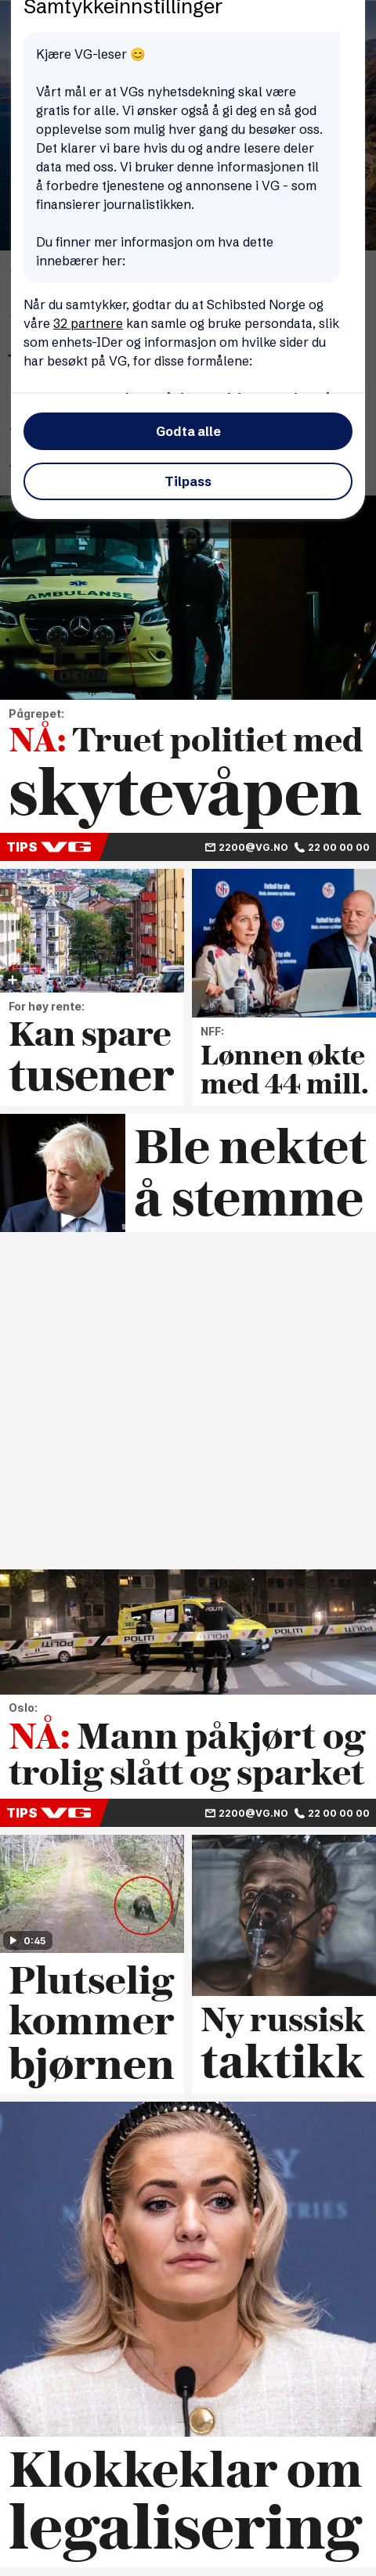 Samtykkeinnstillinger
Kjære VG-leser 😊
Vårt mål er at VGs nyhetsdekning skal være
gratis for alle. Vi ønsker også å gi deg en så god
opplevelse som mulig hver gang du besøker oss.
Det klarer vi bare hvis du og andre lesere deler
data med oss. Vi bruker denne informasjonen til
å forbedre tjenestene og annonsene i VG - som
finansierer journalistikken.
Du finner mer informasjon om hva dette
innebærer her:
Når du samtykker, godtar du at Schibsted Norge og
våre 32 partnere kan samle og bruke persondata, slik
som enhets-IDer og informasjon om hvilke sider du
har besøkt på VG, for disse formålene:
Godta alle
Tilpass
AMBULANSE
Pågrepet:
NÅ: Truet politiet med
skytevåpen
TIPS VG 2200@VG.NO 22 00 00 00
For høy rente:
Kan spare
tusener
NFF:
Lønnen økte
med 44 mill.
Ble nektet
å stemme
POLITI
Oslo:
NÅ: Mann påkjørt og
trolig slått og sparket
TIPS VG 2200@VG.NO 22 00 00 00
0:45
Plutselig
kommer
bjørnen
Ny russisk
taktikk
Klokkeklar om
legalisering